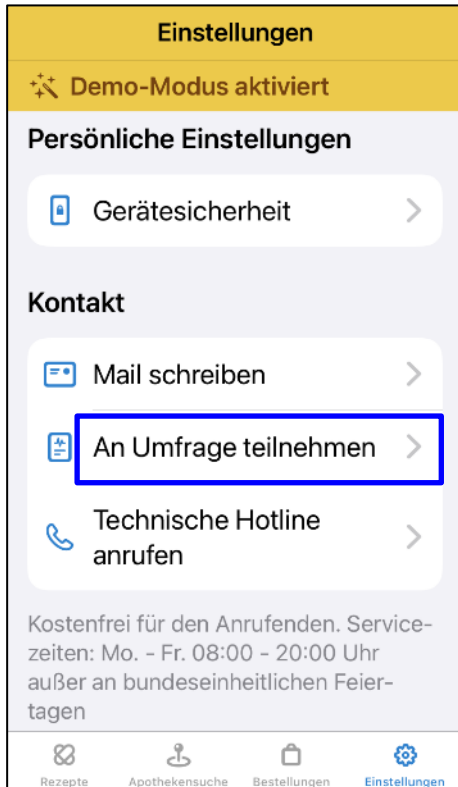 Einstellungen
Demo-Modus aktiviert
Persönliche Einstellungen
Gerätesicherheit
Kontakt
Mail schreiben
An Umfrage teilnehmen
Technische Hotline
anrufen
Kostenfrei für den Anrufenden. Service-
zeiten: Mo. - Fr. 08:00 - 20:00 Uhr
außer an bundeseinheitlichen Feier-
tagen
Rezepte Apothekensuche Bestellungen Einstellungen